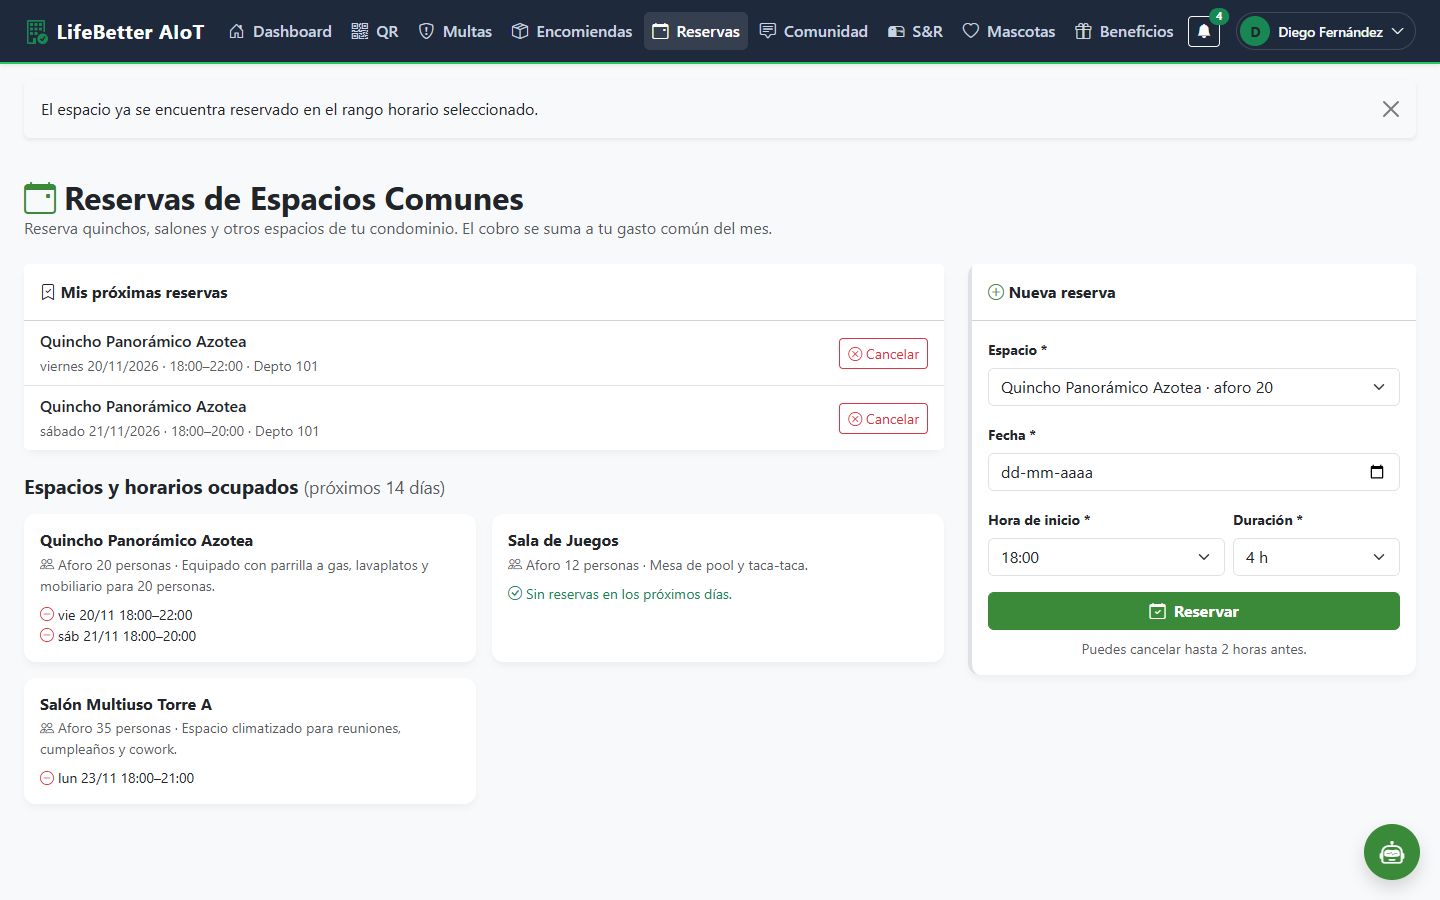 LifeBetter AIoT
Dashboard
QR
Multas
Encomiendas
Reservas
Comunidad
S&R
Mascotas
Beneficios
4
D
Diego Fernández
El espacio ya se encuentra reservado en el rango horario seleccionado.
Reservas de Espacios Comunes
Reserva quinchos, salones y otros espacios de tu condominio. El cobro se suma a tu gasto común del mes.
Mis próximas reservas
Quincho Panorámico Azotea
viernes 20/11/2026 · 18:00–22:00 · Depto 101
Cancelar
Quincho Panorámico Azotea
sábado 21/11/2026 · 18:00–20:00 · Depto 101
Cancelar
Espacios y horarios ocupados (próximos 14 días)
Quincho Panorámico Azotea
Aforo 20 personas · Equipado con parrilla a gas, lavaplatos y
mobiliario para 20 personas.
vie 20/11 18:00–22:00
sáb 21/11 18:00–20:00
Sala de Juegos
Aforo 12 personas · Mesa de pool y taca-taca.
Sin reservas en los próximos días.
Salón Multiuso Torre A
Aforo 35 personas · Espacio climatizado para reuniones,
cumpleaños y cowork.
lun 23/11 18:00–21:00
Nueva reserva
Espacio *
Quincho Panorámico Azotea · aforo 20
Fecha *
dd-mm-aaaa
Hora de inicio *
Duración *
18:00
4 h
Reservar
Puedes cancelar hasta 2 horas antes.